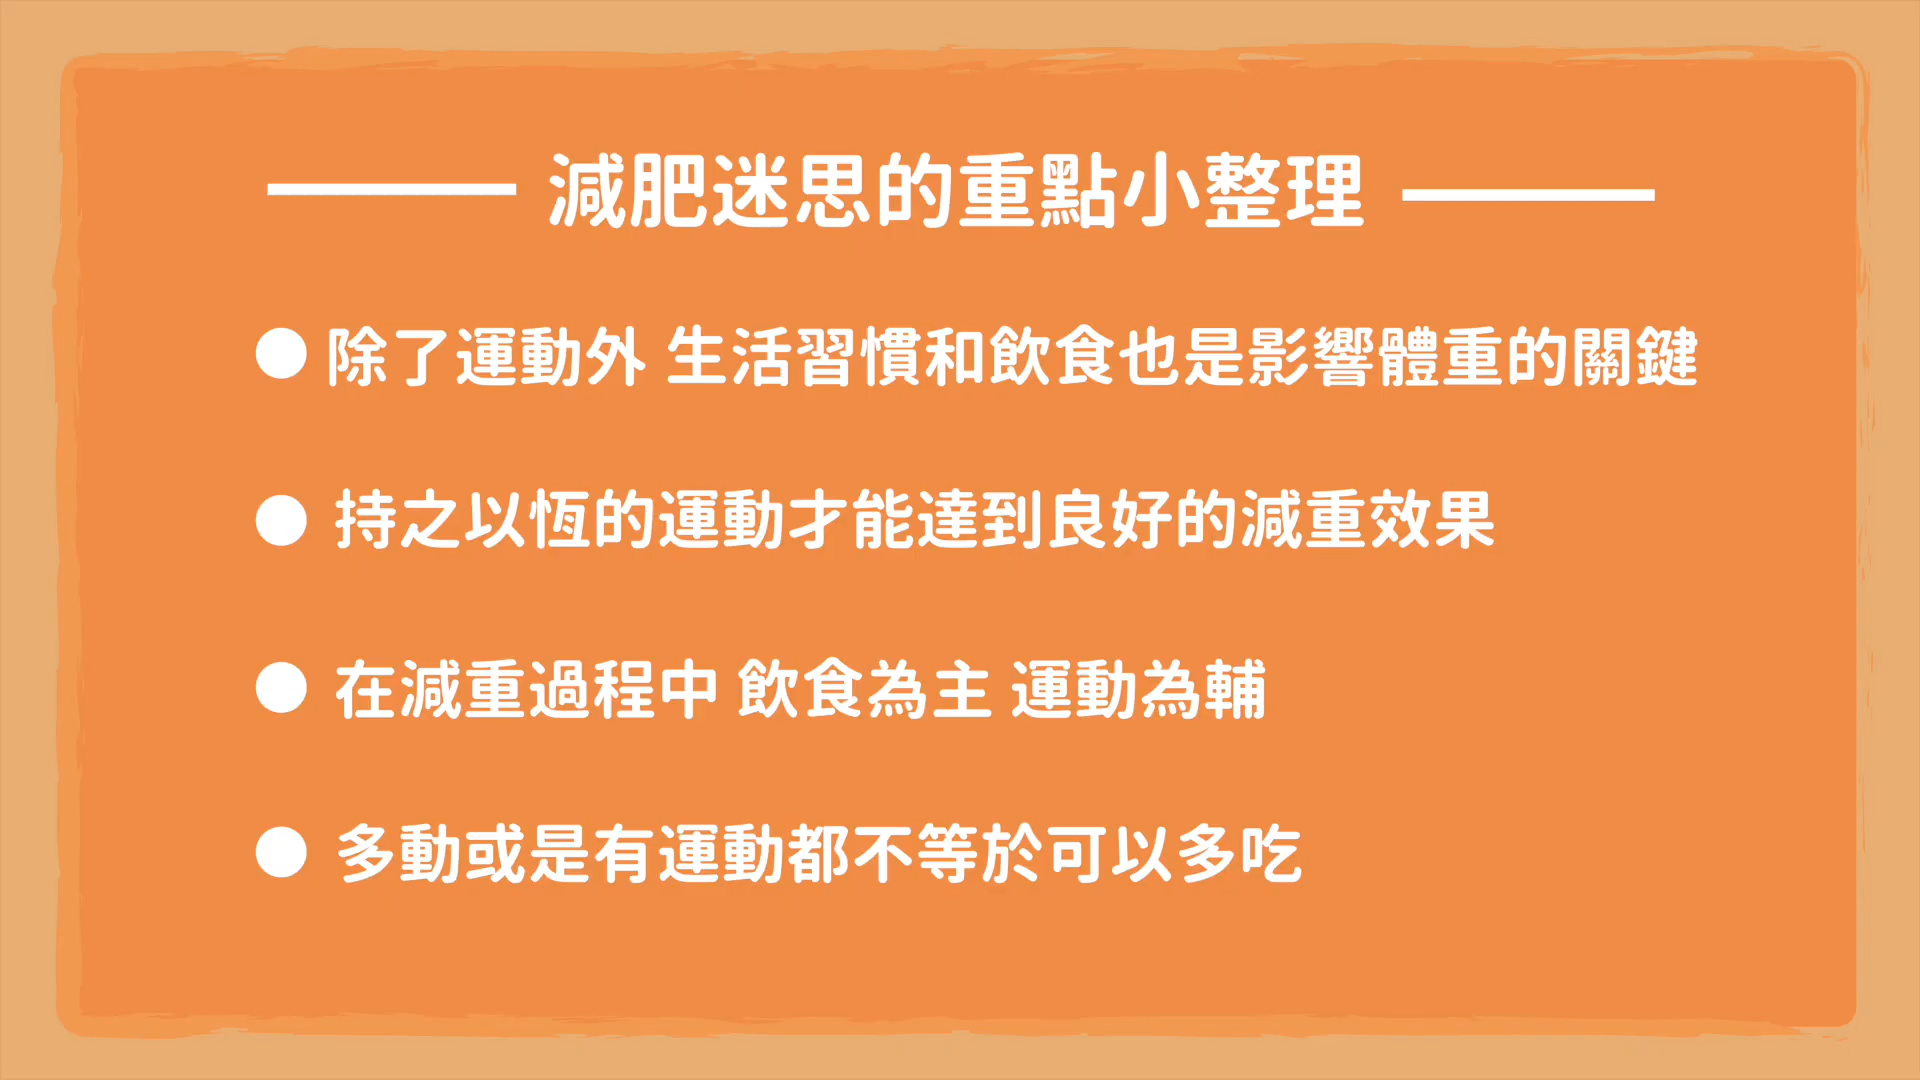 減肥迷思的重點小整理
除了運動外 生活習慣和飲食也是影響體重的關鍵
持之以恆的運動才能達到良好的減重效果
在減重過程中 飲食為主 運動為輔
多動或是有運動都不等於可以多吃